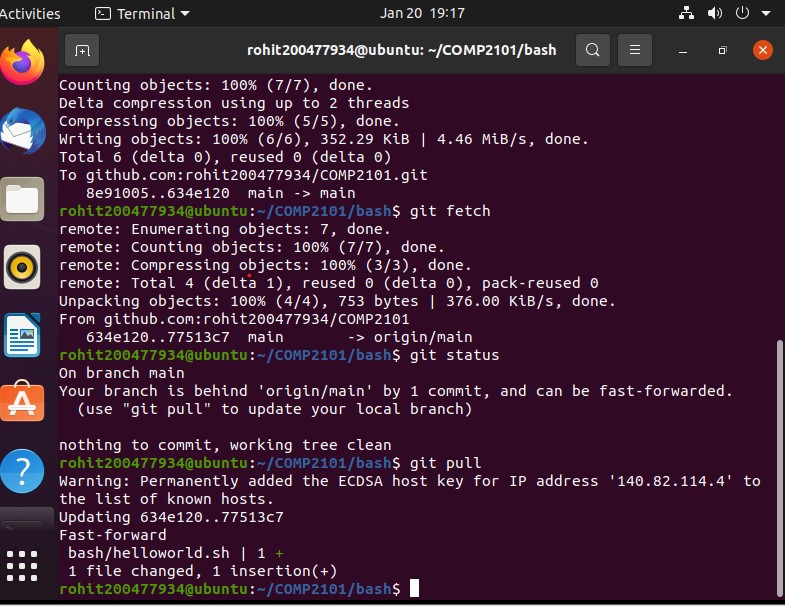 Activities
Terminal
Jan 20 19:17
rohit200477934@ubuntu: ~/COMP2101/bash
Counting objects: 100% (7/7), done.
Delta compression using up to 2 threads
Compressing objects: 100% (5/5), done.
Writing objects: 100% (6/6), 352.29 KiB | 4.46 MiB/s, done.
Total 6 (delta 0), reused 0 (delta 0)
To github.com:rohit200477934/COMP2101.git
   8e91005..634e120  main -> main
rohit200477934@ubuntu:~/COMP2101/bash$ git fetch
remote: Enumerating objects: 7, done.
remote: Counting objects: 100% (7/7), done.
remote: Compressing objects: 100% (3/3), done.
remote: Total 4 (delta 1), reused 0 (delta 0), pack-reused 0
Unpacking objects: 100% (4/4), 753 bytes | 376.00 KiB/s, done.
From github.com:rohit200477934/COMP2101
   634e120..77513c7  main       -> origin/main
rohit200477934@ubuntu:~/COMP2101/bash$ git status
On branch main
Your branch is behind 'origin/main' by 1 commit, and can be fast-forwarded.
  (use "git pull" to update your local branch)
nothing to commit, working tree clean
rohit200477934@ubuntu:~/COMP2101/bash$ git pull
Warning: Permanently added the ECDSA host key for IP address '140.82.114.4' to
the list of known hosts.
Updating 634e120..77513c7
Fast-forward
 bash/helloworld.sh | 1 +
 1 file changed, 1 insertion(+)
rohit200477934@ubuntu:~/COMP2101/bash$